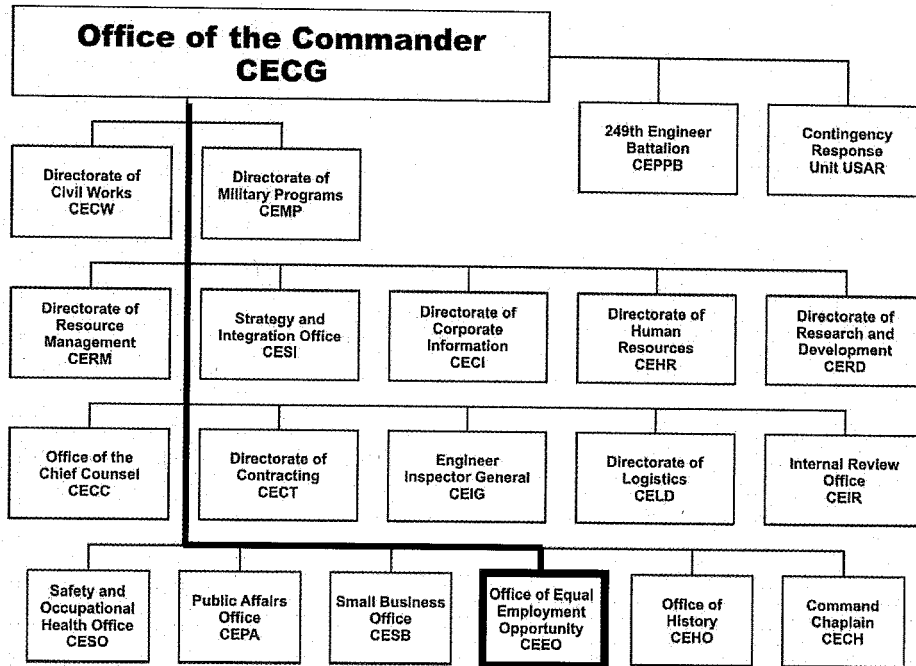 Office of the Commander
CECG
249th Engineer
Battalion
CEPPB
Contingency
Response
Unit USAR
Directorate of
Civil Works
CECW
Directorate of
Military Programs
CEMP
Directorate of
Resource
Management
CERM
Strategy and
Integration Office
CESI
Directorate of
Corporate
Information
CECI
Directorate of
Human
Resources
CEHR
Directorate of
Research and
Development
CERD
Office of the
Chief Counsel
CECC
Directorate of
Contracting
CECT
Engineer
Inspector General
CEIG
Directorate of
Logistics
CELD
Internal Review
Office
CEIR
Safety and
Occupational
Health Office
CESO
Public Affairs
Office
CEPA
Small Business
Office
CESB
Office of Equal
Employment
Opportunity
CEEO
Office of
History
CEHO
Command
Chaplain
CECH